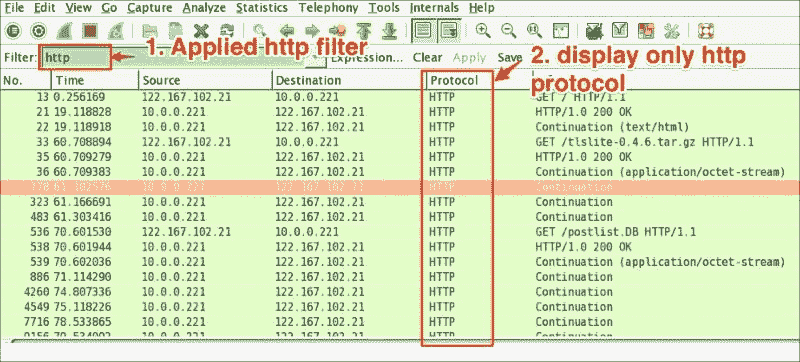 File Edit View Go Capture Analyze Statistics Telephony Tools Internals Help
Filter: http Expression... Clear Apply Save
1. Applied http filter
2. display only http protocol
No. Time Source Destination Protocol
13 0.256169 122.167.102.21 10.0.0.221 HTTP GET / HTTP/1.1
21 19.118828 10.0.0.221 122.167.102.21 HTTP HTTP/1.0 200 OK
22 19.118918 10.0.0.221 122.167.102.21 HTTP Continuation (text/html)
33 60.708894 122.167.102.21 10.0.0.221 HTTP GET /tlslite-0.4.6.tar.gz HTTP/1.1
35 60.709279 10.0.0.221 122.167.102.21 HTTP HTTP/1.0 200 OK
36 60.709383 10.0.0.221 122.167.102.21 HTTP Continuation (application/octet-stream)
10.0.0.221 122.167.102.21 HTTP Continuation
323 61.166691 10.0.0.221 122.167.102.21 HTTP Continuation
483 61.303416 10.0.0.221 122.167.102.21 HTTP Continuation
536 70.601530 122.167.102.21 10.0.0.221 HTTP GET /postlist.DB HTTP/1.1
538 70.601944 10.0.0.221 122.167.102.21 HTTP HTTP/1.0 200 OK
539 70.602036 10.0.0.221 122.167.102.21 HTTP Continuation (application/octet-stream)
886 71.114290 10.0.0.221 122.167.102.21 HTTP Continuation
4260 74.807336 10.0.0.221 122.167.102.21 HTTP Continuation
4549 75.118226 10.0.0.221 122.167.102.21 HTTP Continuation
7716 78.533865 10.0.0.221 122.167.102.21 HTTP Continuation
10.0.0.221 122.167.102.21 HTTP Continuation